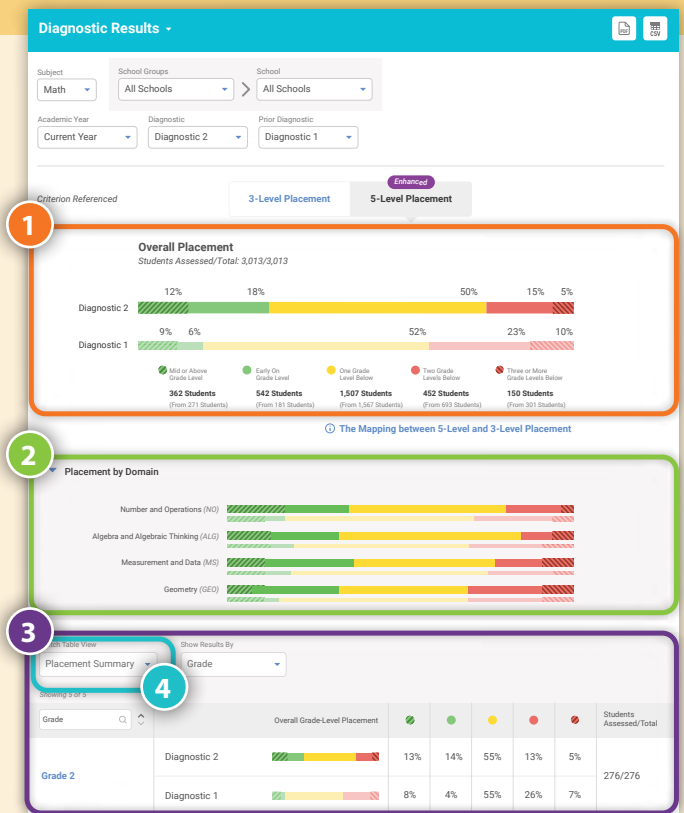 Diagnostic Results
PDF
CSV
Subject
School Groups
School
Math
All Schools
All Schools
Academic Year
Diagnostic
Prior Diagnostic
Current Year
Diagnostic 2
Diagnostic 1
Enhanced
Criterion Referenced
3-Level Placement
5-Level Placement
1
Overall Placement
Students Assessed/Total: 3,013/3,013
12% 18% 50% 15% 5%
Diagnostic 2
9% 6% 52% 23% 10%
Diagnostic 1
Mid or Above Grade Level
Early On Grade Level
One Grade Level Below
Two Grade Levels Below
Three or More Grade Levels Below
362 Students 542 Students 1,507 Students 452 Students 150 Students
(From 271 Students) (From 181 Students) (From 1,567 Students) (From 693 Students) (From 301 Students)
The Mapping between 5-Level and 3-Level Placement
2
Placement by Domain
Number and Operations (NO)
Algebra and Algebraic Thinking (ALG)
Measurement and Data (MS)
Geometry (GEO)
3
Table View
Show Results By
Placement Summary
Grade
4
Showing 5 of 5
Grade
Overall Grade-Level Placement
Students Assessed/Total
Grade 2
Diagnostic 2 13% 14% 55% 13% 5%
276/276
Diagnostic 1 8% 4% 55% 26% 7%